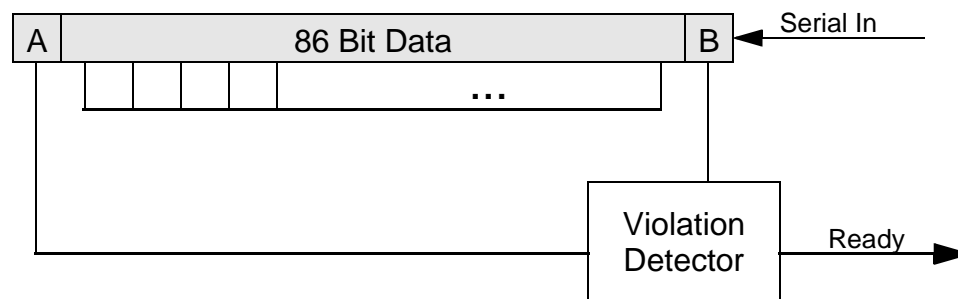 Serial In
A 86 Bit Data B
...
Violation
Detector
Ready